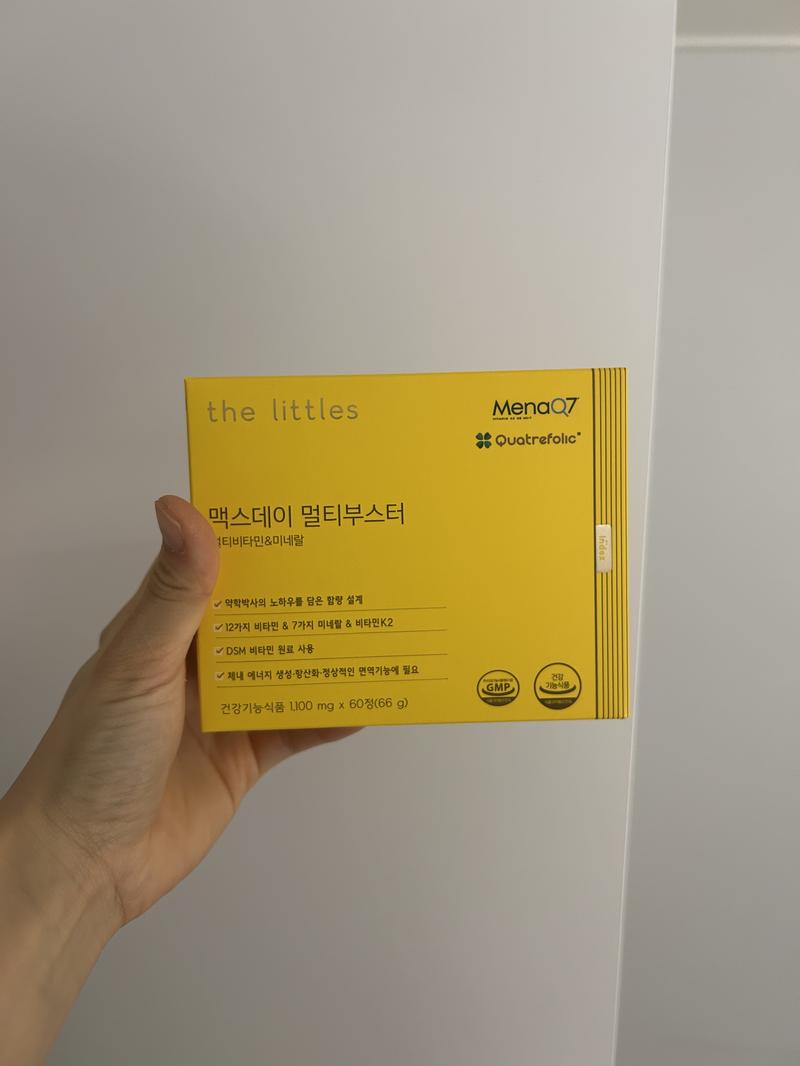 the littles
MenaQ7
Quatrefolic
맥스데이 멀티부스터
멀티비타민&미네랄
약학박사의 노하우를 담은 함량 설계
12가지 비타민 & 7가지 미네랄 & 비타민K2
DSM 비타민 원료 사용
체내 에너지 생성·항산화·정상적인 면역기능에 필요
건강기능식품 1,100 mg x 60정(66 g)
GMP
건강
기능식품
index